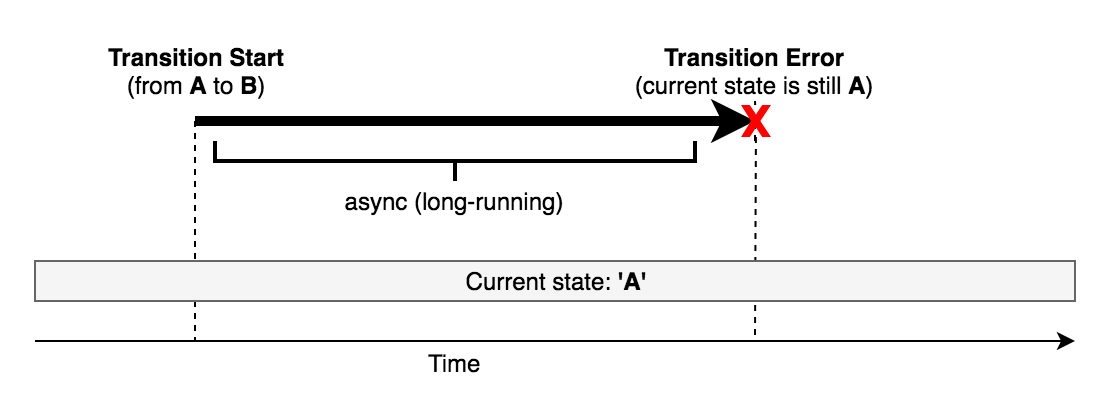 Transition Start
(from A to B)
Transition Error
(current state is still A)
X
async (long-running)
Current state: 'A'
Time